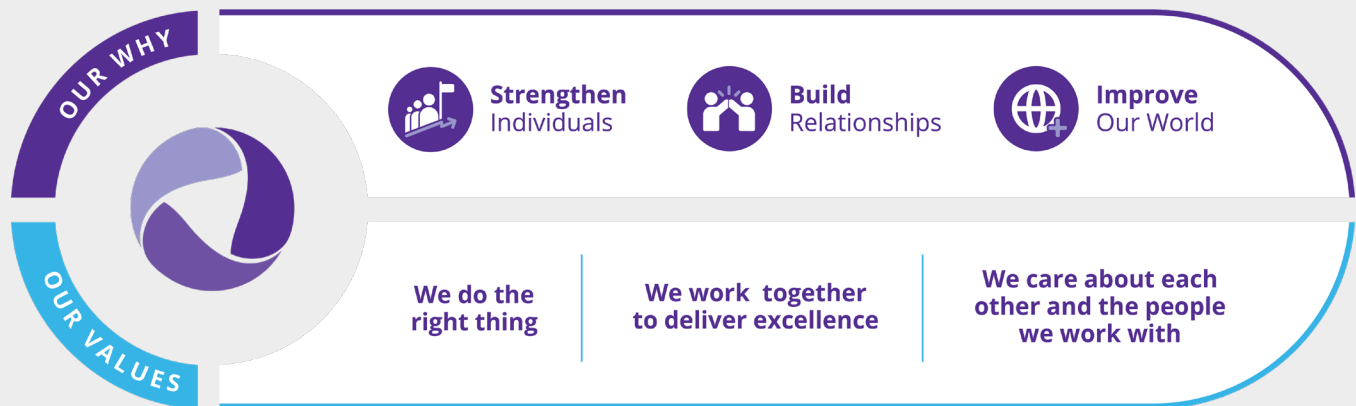 OUR WHY
Strengthen
Individuals
Build
Relationships
Improve
Our World
OUR VALUES
We do the
right thing
We work  together
to deliver excellence
We care about each
other and the people
we work with